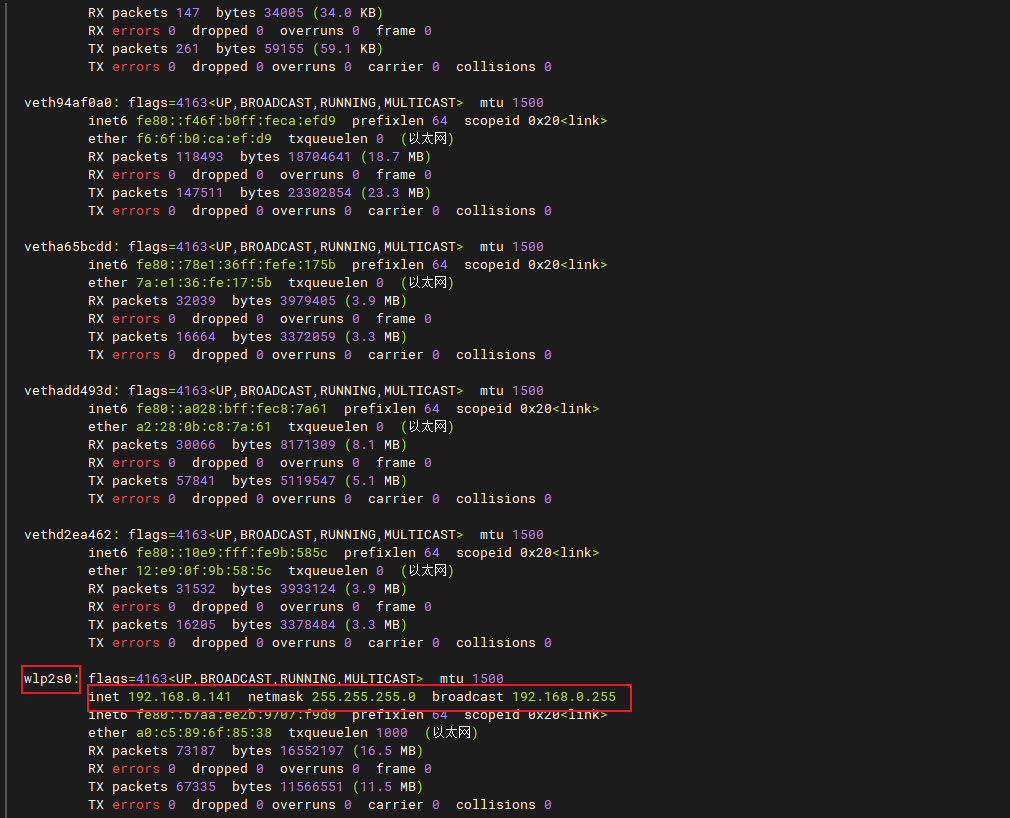 RX packets 147  bytes 34005 (34.0 KB)
RX errors 0  dropped 0  overruns 0  frame 0
TX packets 261  bytes 59155 (59.1 KB)
TX errors 0  dropped 0 overruns 0  carrier 0  collisions 0
veth94af0a0: flags=4163<UP,BROADCAST,RUNNING,MULTICAST>  mtu 1500
inet6 fe80::f46f:b0ff:feca:efd9  prefixlen 64  scopeid 0x20<link>
ether f6:6f:b0:ca:ef:d9  txqueuelen 0  (以太网)
RX packets 118493  bytes 18704641 (18.7 MB)
RX errors 0  dropped 0  overruns 0  frame 0
TX packets 147511  bytes 23302854 (23.3 MB)
TX errors 0  dropped 0 overruns 0  carrier 0  collisions 0
vetha65bcdd: flags=4163<UP,BROADCAST,RUNNING,MULTICAST>  mtu 1500
inet6 fe80::78e1:36ff:fefe:175b  prefixlen 64  scopeid 0x20<link>
ether 7a:e1:36:fe:17:5b  txqueuelen 0  (以太网)
RX packets 32039  bytes 3979405 (3.9 MB)
RX errors 0  dropped 0  overruns 0  frame 0
TX packets 16664  bytes 3372059 (3.3 MB)
TX errors 0  dropped 0 overruns 0  carrier 0  collisions 0
vethadd493d: flags=4163<UP,BROADCAST,RUNNING,MULTICAST>  mtu 1500
inet6 fe80::a028:bff:fec8:7a61  prefixlen 64  scopeid 0x20<link>
ether a2:28:0b:c8:7a:61  txqueuelen 0  (以太网)
RX packets 30066  bytes 8171309 (8.1 MB)
RX errors 0  dropped 0  overruns 0  frame 0
TX packets 57841  bytes 5119547 (5.1 MB)
TX errors 0  dropped 0 overruns 0  carrier 0  collisions 0
vethd2ea462: flags=4163<UP,BROADCAST,RUNNING,MULTICAST>  mtu 1500
inet6 fe80::10e9:fff:fe9b:585c  prefixlen 64  scopeid 0x20<link>
ether 12:e9:0f:9b:58:5c  txqueuelen 0  (以太网)
RX packets 31532  bytes 3933124 (3.9 MB)
RX errors 0  dropped 0  overruns 0  frame 0
TX packets 16205  bytes 3378484 (3.3 MB)
TX errors 0  dropped 0 overruns 0  carrier 0  collisions 0
wlp2s0: flags=4163<UP,BROADCAST,RUNNING,MULTICAST>  mtu 1500
inet 192.168.0.141  netmask 255.255.255.0  broadcast 192.168.0.255
inet6 fe80::67aa:ee2b:9707:f9d0  prefixlen 64  scopeid 0x20<link>
ether a0:c5:89:6f:85:38  txqueuelen 1000  (以太网)
RX packets 73187  bytes 16552197 (16.5 MB)
RX errors 0  dropped 0  overruns 0  frame 0
TX packets 67335  bytes 11566551 (11.5 MB)
TX errors 0  dropped 0 overruns 0  carrier 0  collisions 0